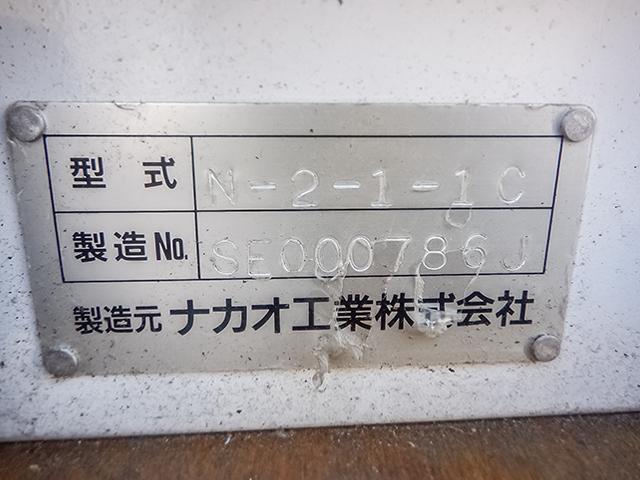 型式 N-2-1-1C
製造No. SE000786J
製造元 ナカオ工業株式会社